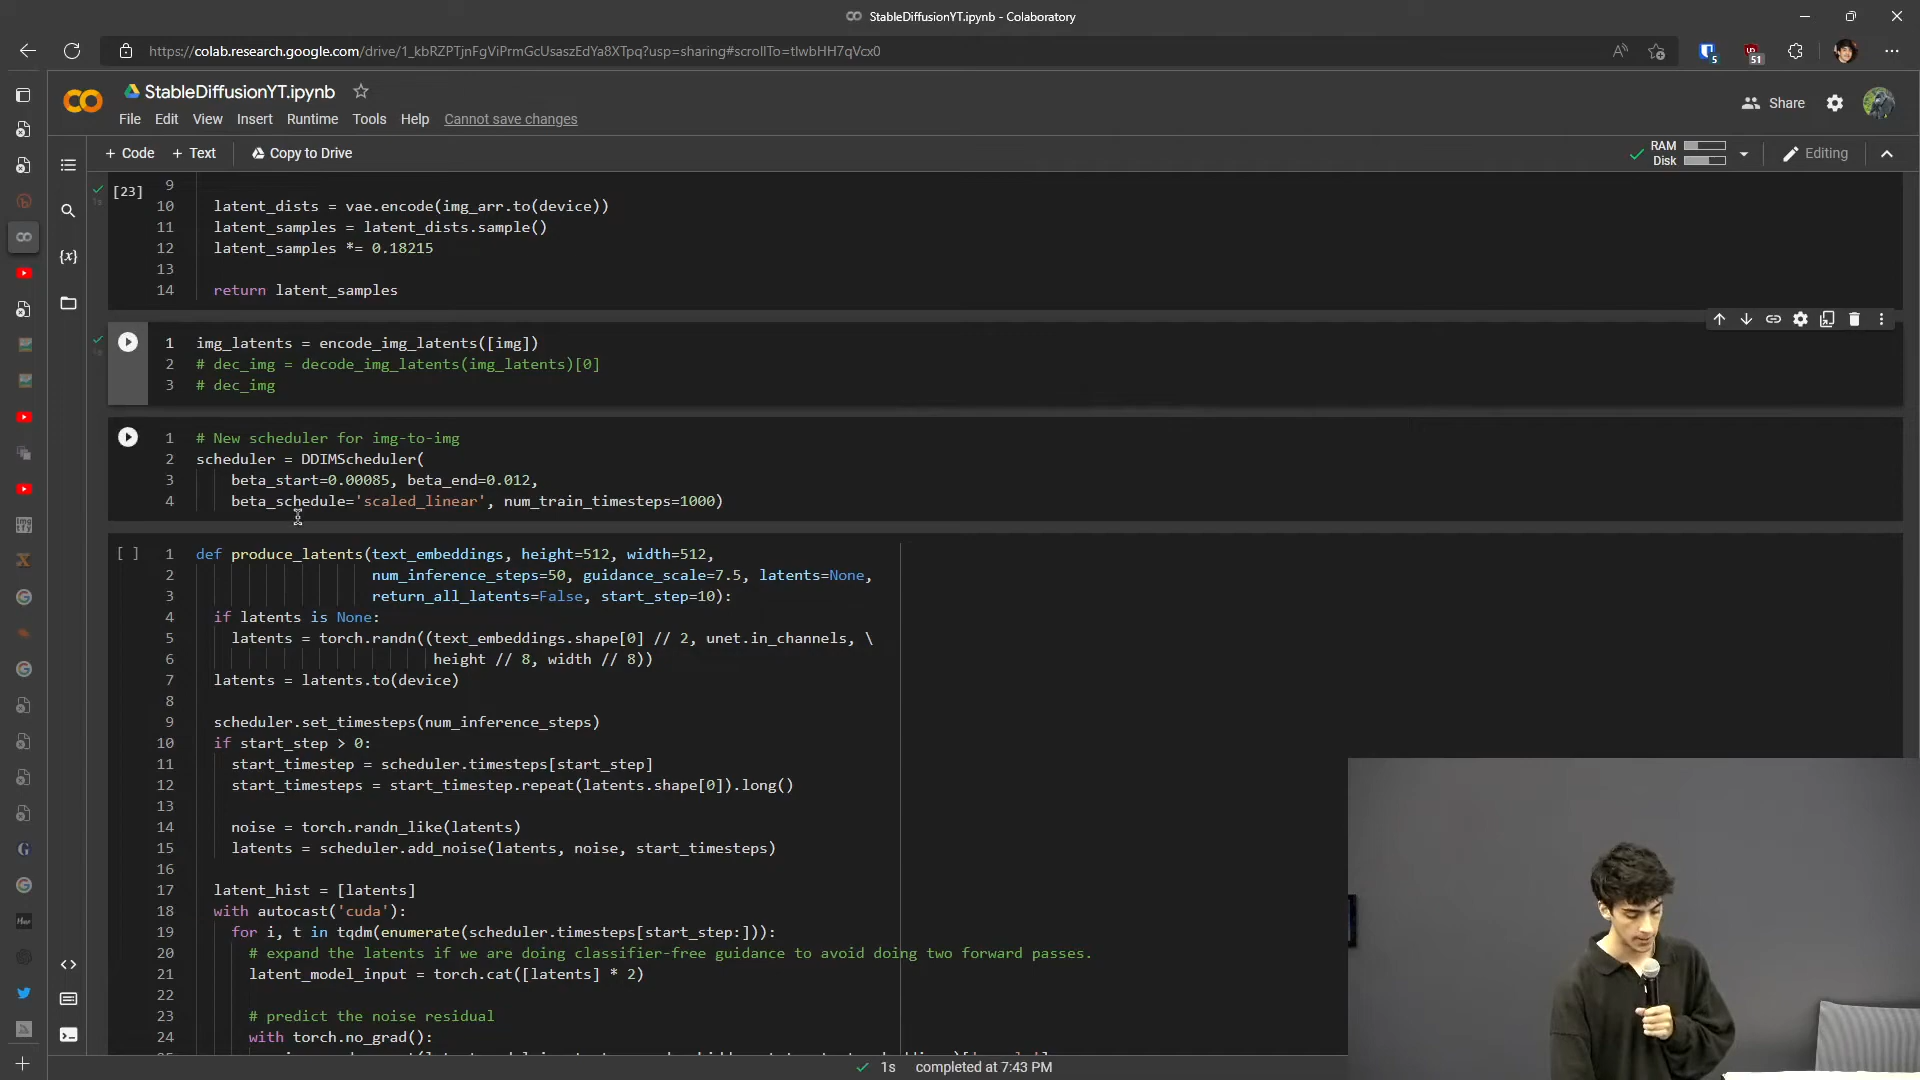 StableDiffusionYT.ipynb - Colaboratory
https://colab.research.google.com/drive/1_kbRZPTjnFgViPrmGcUsaszEdYa8XTpq?usp=sharing#scrollTo=tlwbHH7qVcx0
5
51
StableDiffusionYT.ipynb
Share
File Edit View Insert Runtime Tools Help Cannot save changes
+ Code + Text Copy to Drive
RAM
Disk
Editing
[23]
9
10 latent_dists = vae.encode(img_arr.to(device))
11 latent_samples = latent_dists.sample()
12 latent_samples *= 0.18215
13
14 return latent_samples
1 img_latents = encode_img_latents([img])
2 # dec_img = decode_img_latents(img_latents)[0]
3 # dec_img
1 # New scheduler for img-to-img
2 scheduler = DDIMScheduler(
3 beta_start=0.00085, beta_end=0.012,
4 beta_schedule='scaled_linear', num_train_timesteps=1000)
[ ] 1 def produce_latents(text_embeddings, height=512, width=512,
2 num_inference_steps=50, guidance_scale=7.5, latents=None,
3 return_all_latents=False, start_step=10):
4 if latents is None:
5 latents = torch.randn((text_embeddings.shape[0] // 2, unet.in_channels, \
6 height // 8, width // 8))
7 latents = latents.to(device)
8
9 scheduler.set_timesteps(num_inference_steps)
10 if start_step > 0:
11 start_timestep = scheduler.timesteps[start_step]
12 start_timesteps = start_timestep.repeat(latents.shape[0]).long()
13
14 noise = torch.randn_like(latents)
15 latents = scheduler.add_noise(latents, noise, start_timesteps)
16
17 latent_hist = [latents]
18 with autocast('cuda'):
19 for i, t in tqdm(enumerate(scheduler.timesteps[start_step:])):
20 # expand the latents if we are doing classifier-free guidance to avoid doing two forward passes.
21 latent_model_input = torch.cat([latents] * 2)
22
23 # predict the noise residual
24 with torch.no_grad():
1s completed at 7:43 PM